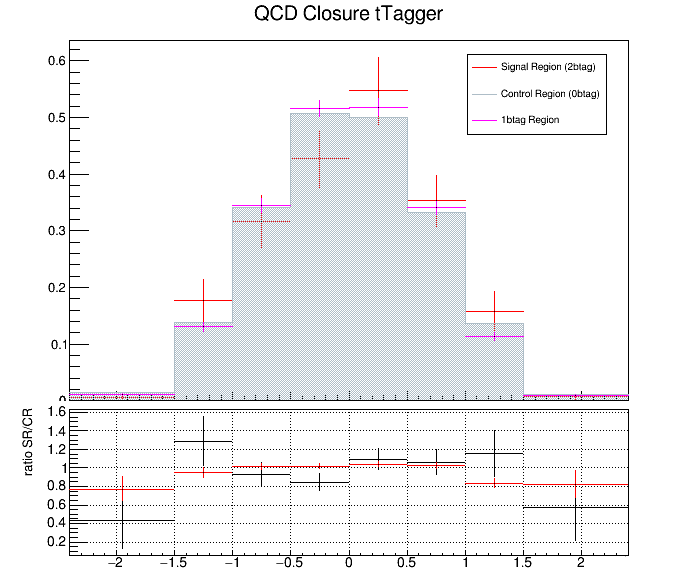 QCD Closure tTagger
0.6
0.5
0.4
0.3
0.2
0.1
0
Signal Region (2btag)
Control Region (0btag)
1btag Region
ratio SR/CR
1.6
1.4
1.2
1
0.8
0.6
0.4
0.2
−2 −1.5 −1 −0.5 0 0.5 1 1.5 2